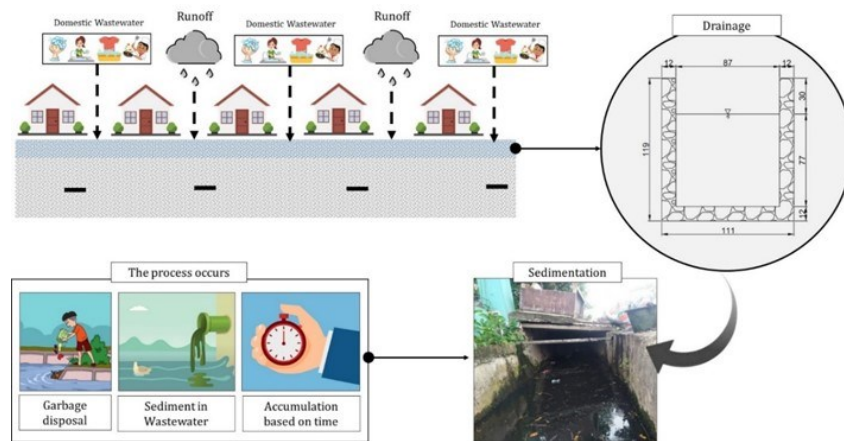 Domestic Wastewater
Runoff
Domestic Wastewater
Runoff
Domestic Wastewater
Drainage
12
87
12
30
119
77
12
111
The process occurs
Garbage
disposal
Sediment in
Wastewater
Accumulation
based on time
Sedimentation